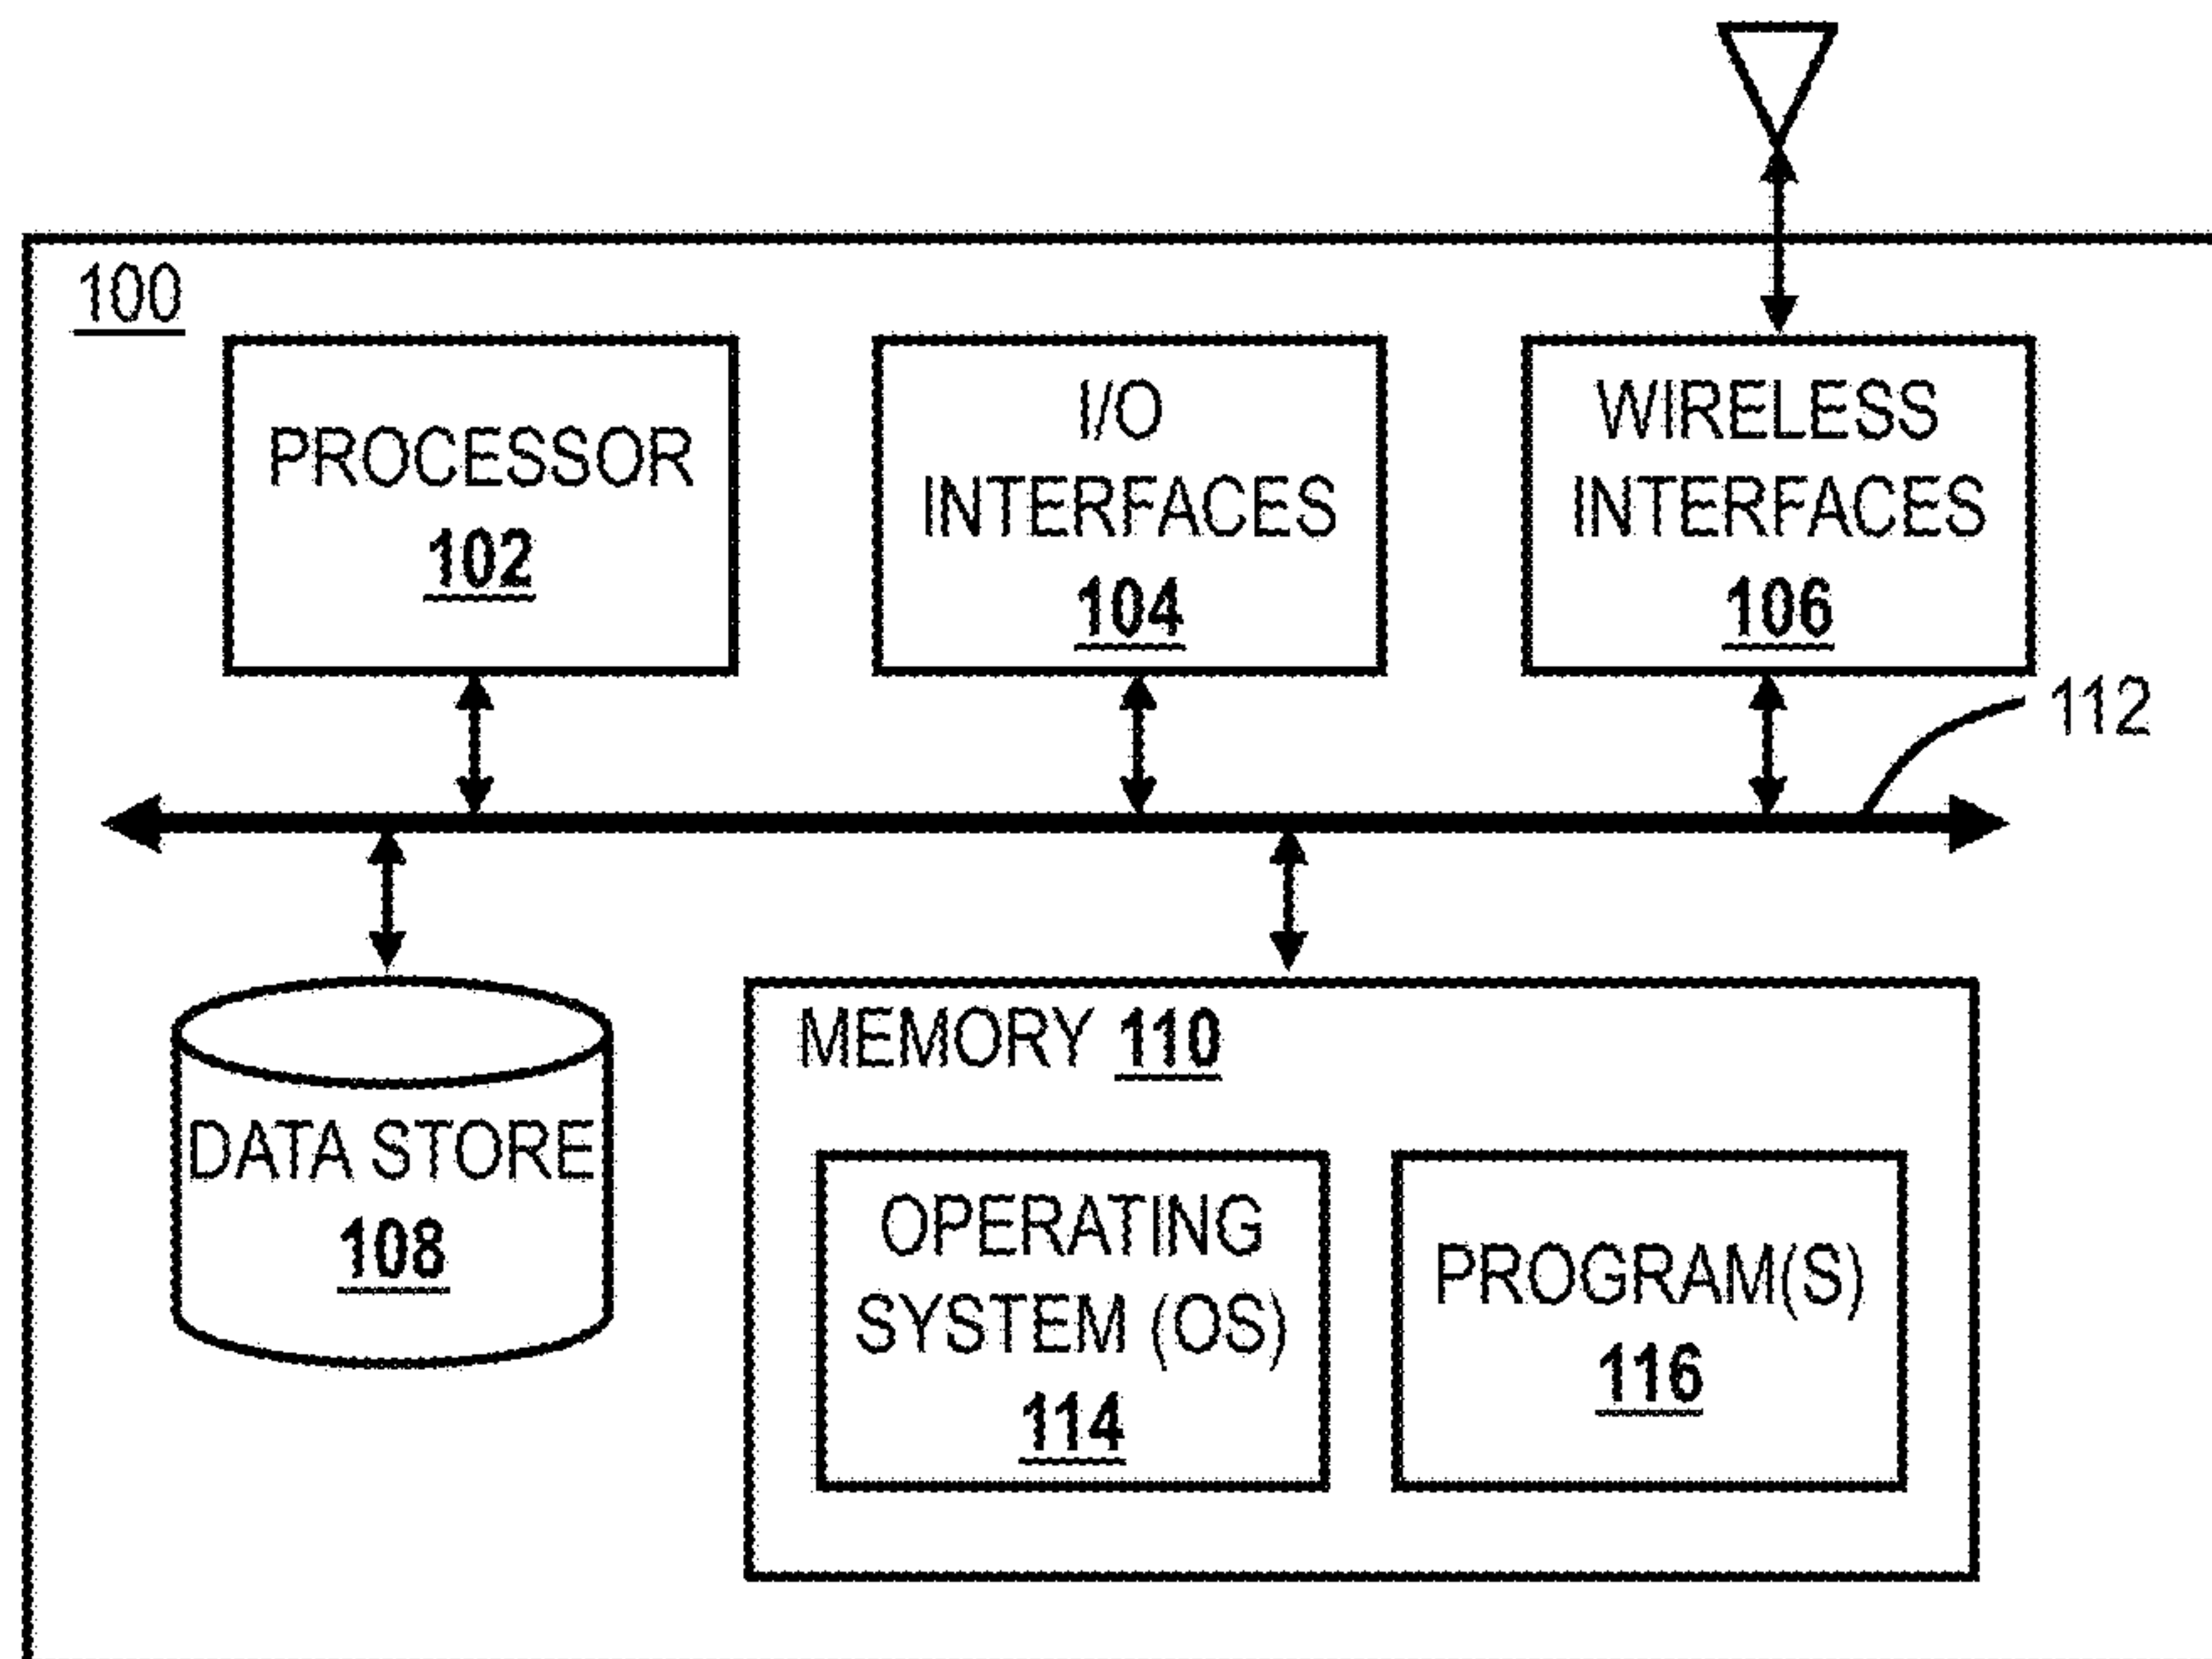 100
PROCESSOR
102
I/O
INTERFACES
104
WIRELESS
INTERFACES
106
112
DATA STORE
108
MEMORY 110
OPERATING
SYSTEM (OS)
114
PROGRAM(S)
116